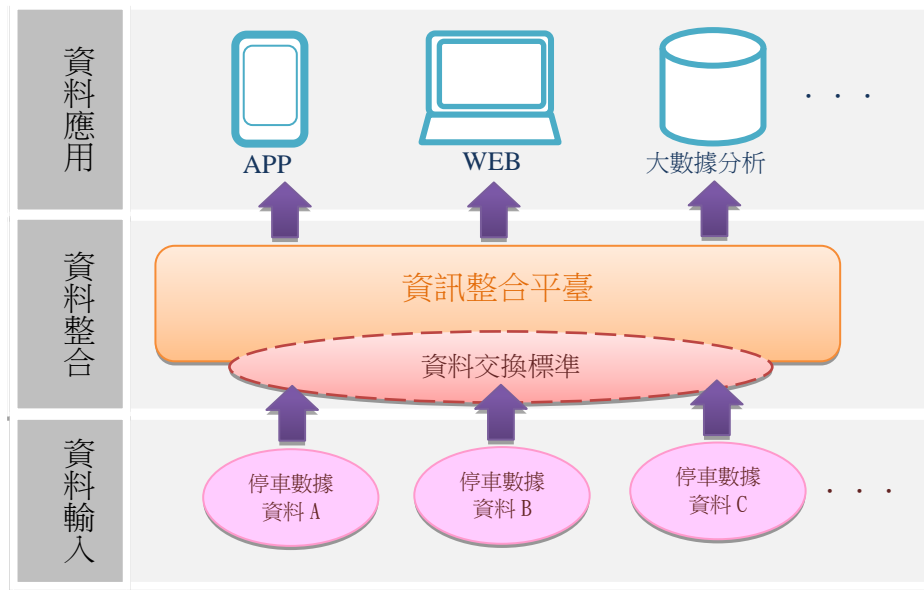 資料應用
APP
WEB
大數據分析
. . .
資料整合
資訊整合平臺
資料交換標準
資料輸入
停車數據
資料 A
停車數據
資料 B
停車數據
資料 C
. . .